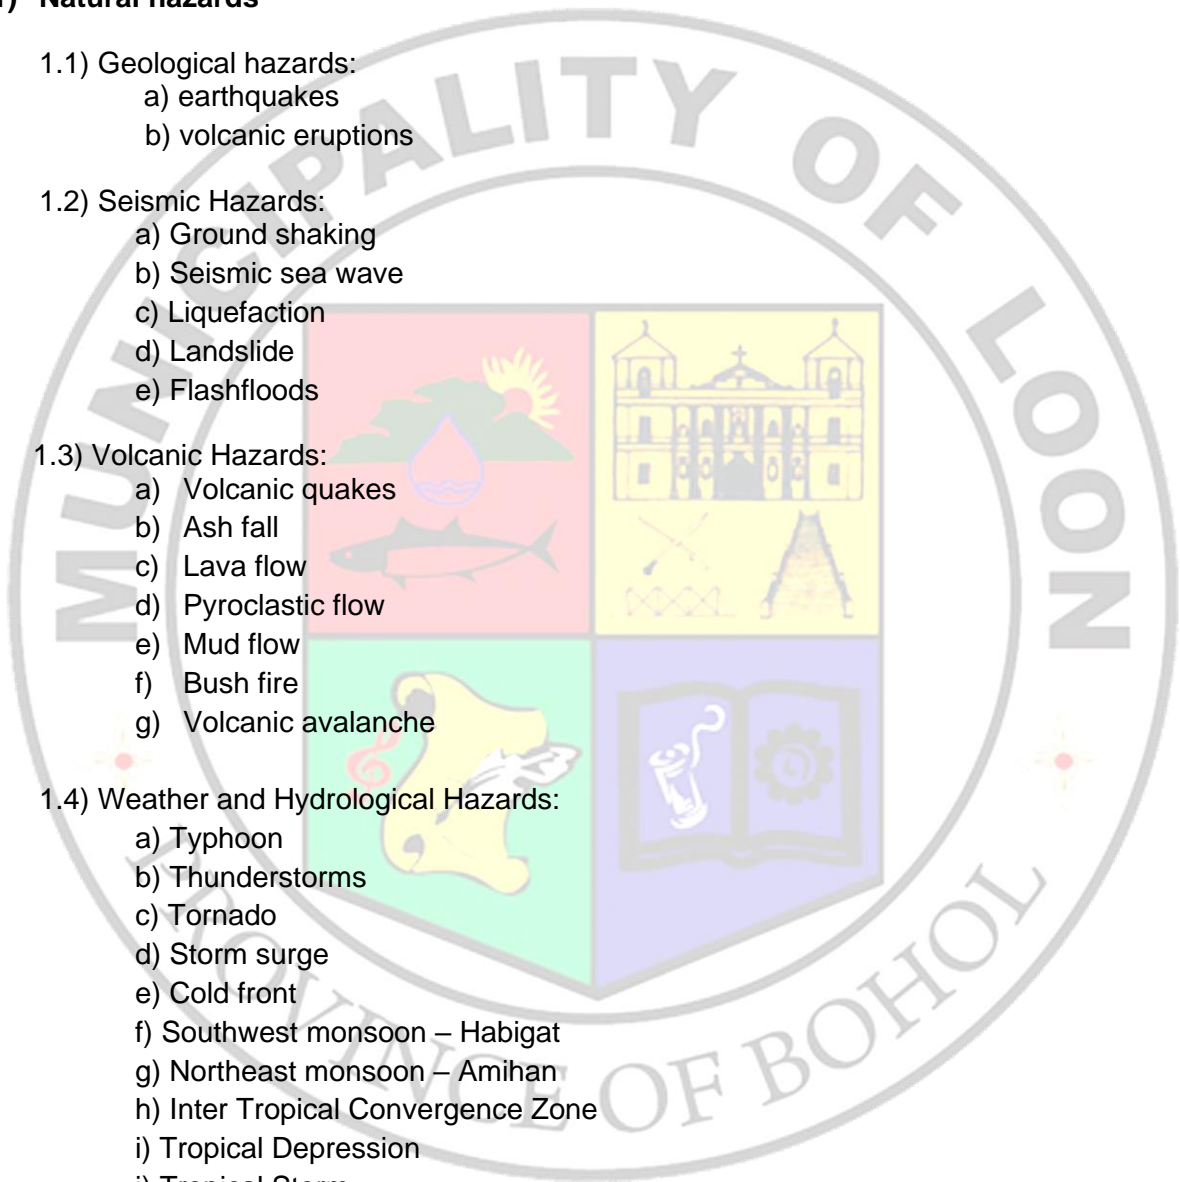 Natural hazards
1.1) Geological hazards:
a) earthquakes
b) volcanic eruptions
1.2) Seismic Hazards:
a) Ground shaking
b) Seismic sea wave
c) Liquefaction
d) Landslide
e) Flashfloods
1.3) Volcanic Hazards:
a) Volcanic quakes
b) Ash fall
c) Lava flow
d) Pyroclastic flow
e) Mud flow
f) Bush fire
g) Volcanic avalanche
1.4) Weather and Hydrological Hazards:
a) Typhoon
b) Thunderstorms
c) Tornado
d) Storm surge
e) Cold front
f) Southwest monsoon – Habigat
g) Northeast monsoon – Amihan
h) Inter Tropical Convergence Zone
i) Tropical Depression
j) Tropical Storm
MUNICIPALITY OF LOON
PROVINCE OF BOHOL